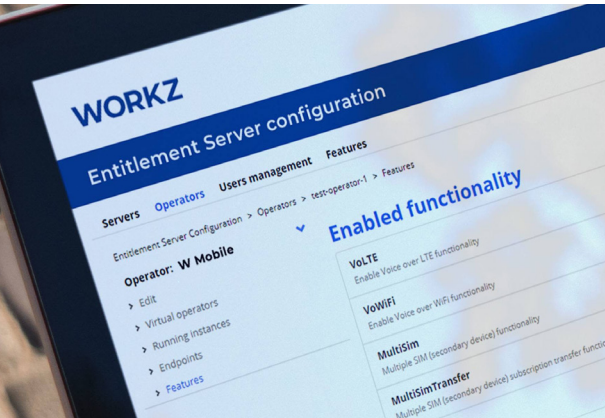 WORKZ
Entitlement Server configuration
Servers Operators Users management Features
Entitlement Server Configuration > Operators > test-operator-1 > Features
Operator: W Mobile
> Edit
> Virtual operators
> Running instances
> Endpoints
> Features
Enabled functionality
VoLTE
Enable Voice over LTE functionality
VoWiFi
Enable Voice over WiFi functionality
MultiSim
Multiple SIM (secondary device) functionality
MultiSimTransfer
Multiple SIM (secondary device) subscription transfer